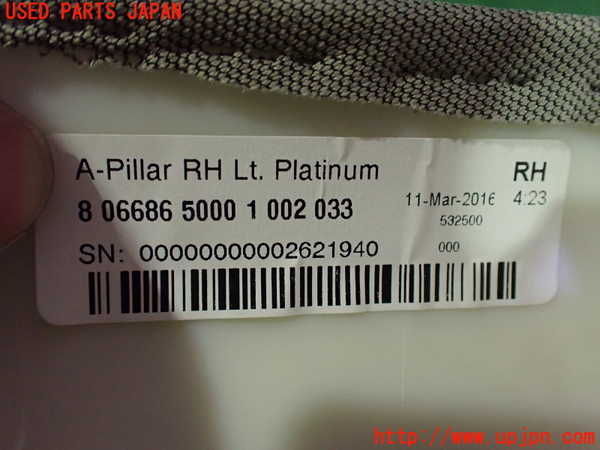 USED PARTS JAPAN
A-Pillar RH Lt. Platinum
RH
8 06686 5000 1 002 033
11-Mar-2016 4:23
532500
SN: 00000000002621940
000
http://www.upjpn.com